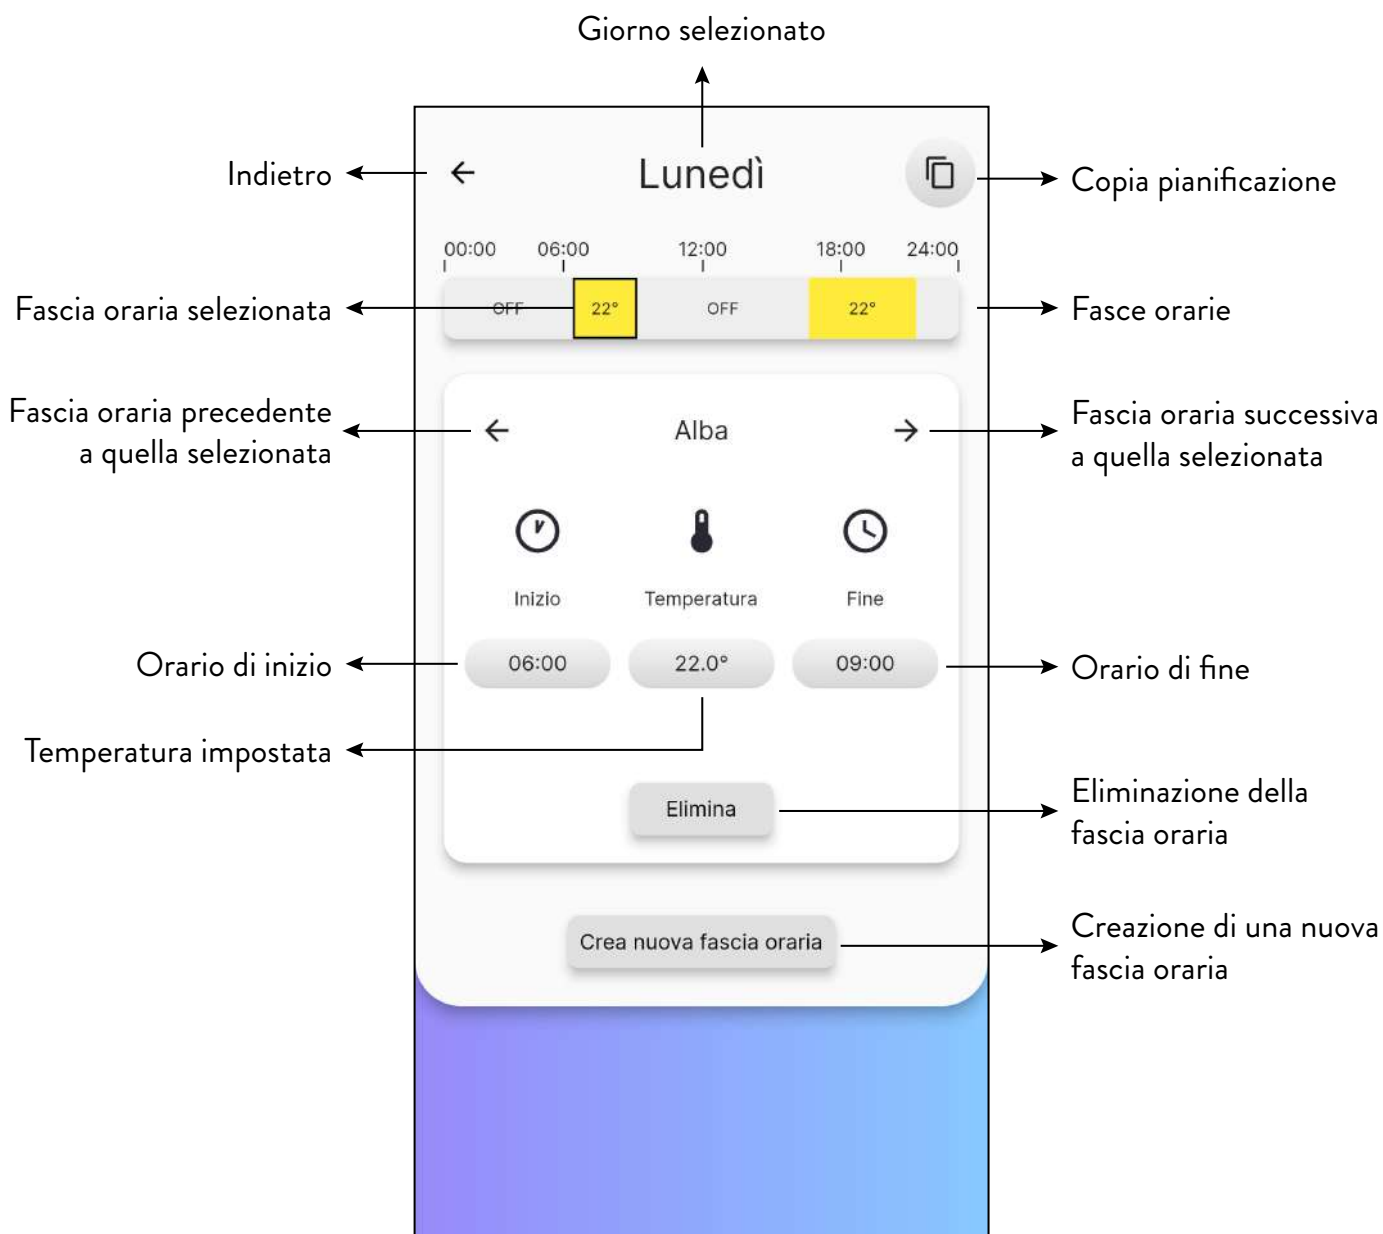 Giorno selezionato
Indietro
Lunedì
Copia pianificazione
00:00 06:00 12:00 18:00 24:00
Fascia oraria selezionata
OFF 22° OFF 22°
Fasce orarie
Fascia oraria precedente
a quella selezionata
Alba
Fascia oraria successiva
a quella selezionata
Inizio Temperatura Fine
Orario di inizio
06:00 22.0° 09:00
Orario di fine
Temperatura impostata
Elimina
Eliminazione della
fascia oraria
Crea nuova fascia oraria
Creazione di una nuova
fascia oraria